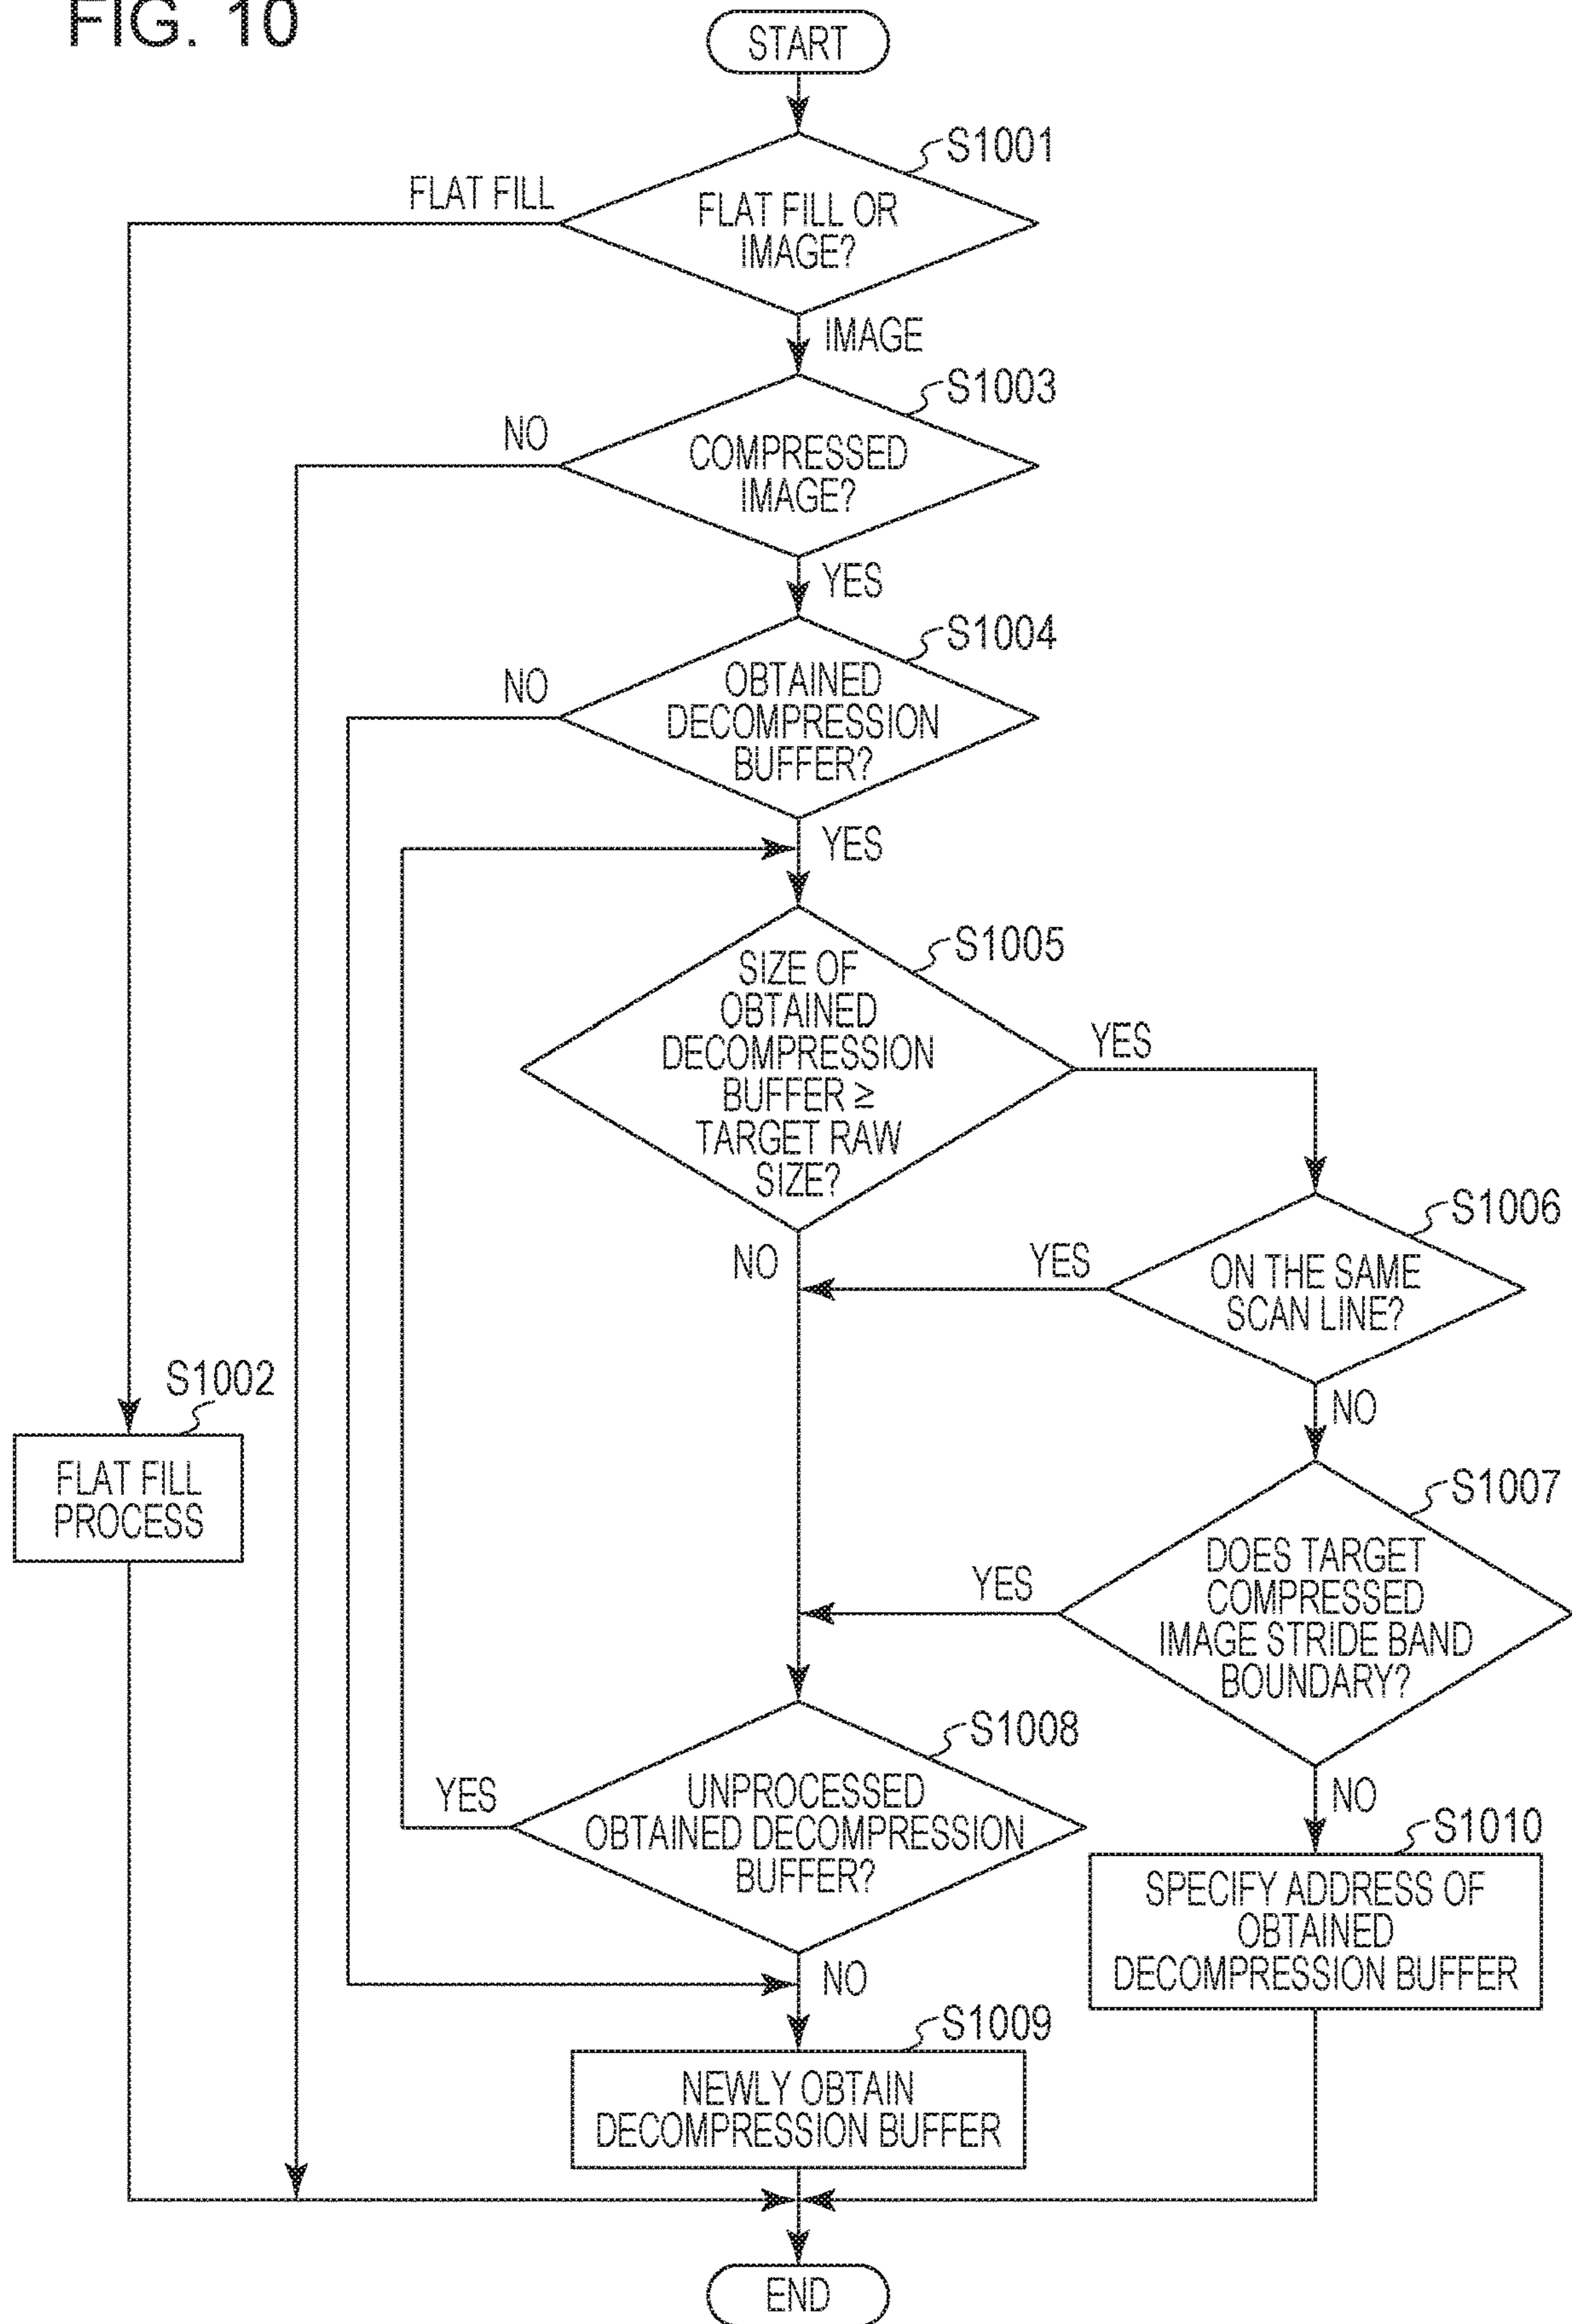 FIG. 10
START
S1001
FLAT FILL
FLAT FILL OR
IMAGE?
IMAGE
S1003
NO
COMPRESSED
IMAGE?
YES
S1004
NO
OBTAINED
DECOMPRESSION
BUFFER?
YES
S1005
SIZE OF
OBTAINED
DECOMPRESSION
BUFFER ≥
TARGET RAW
SIZE?
YES
NO
S1006
YES
ON THE SAME
SCAN LINE?
NO
S1002
FLAT FILL
PROCESS
S1007
YES
DOES TARGET
COMPRESSED
IMAGE STRIDE BAND
BOUNDARY?
NO
S1008
YES
UNPROCESSED
OBTAINED DECOMPRESSION
BUFFER?
NO
S1010
SPECIFY ADDRESS OF
OBTAINED
DECOMPRESSION BUFFER
S1009
NEWLY OBTAIN
DECOMPRESSION BUFFER
END